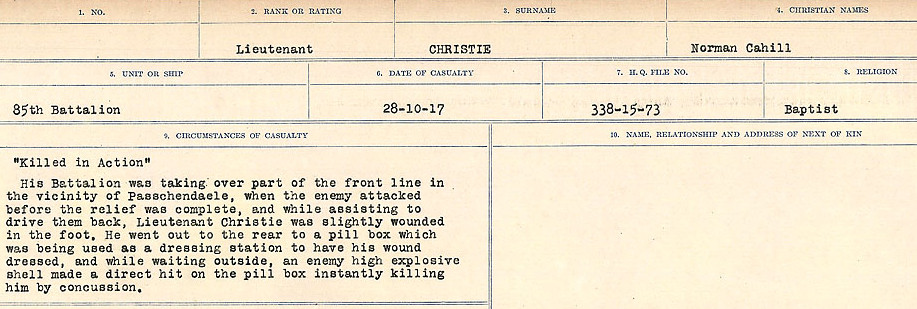 1. NO. 2. RANK OR RATING 3. SURNAME 4. CHRISTIAN NAMES
Lieutenant CHRISTIE Norman Cahill
5. UNIT OR SHIP 6. DATE OF CASUALTY 7. H.Q. FILE NO. 8. RELIGION
85th Battalion 28-10-17 338-15-73 Baptist
9. CIRCUMSTANCES OF CASUALTY 10. NAME, RELATIONSHIP AND ADDRESS OF NEXT OF KIN
"Killed in Action"
His Battalion was taking over part of the front line in
the vicinity of Passchendaele, when the enemy attacked
before the relief was complete, and while assisting to
drive them back, Lieutenant Christie was slightly wounded
in the foot. He went out to the rear to a pill box which
was being used as a dressing station to have his wound
dressed, and while waiting outside, an enemy high explosive
shell made a direct hit on the pill box instantly killing
him by concussion.